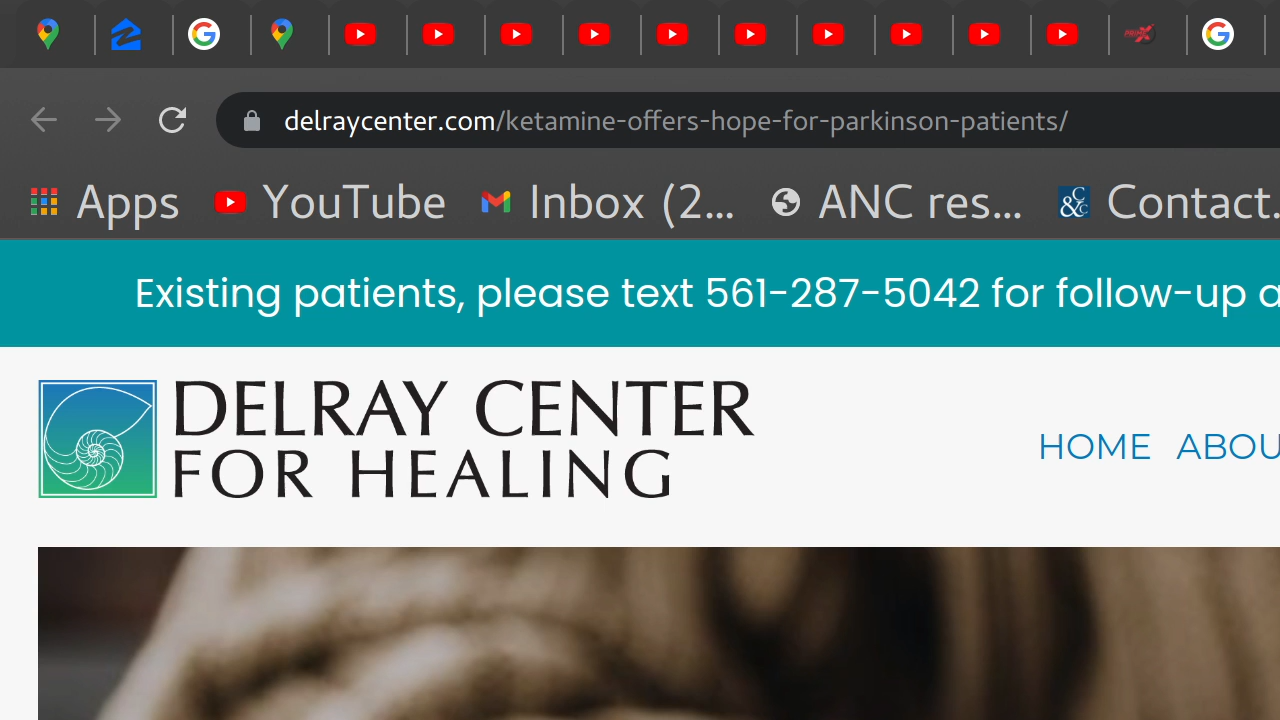 delraycenter.com/ketamine-offers-hope-for-parkinson-patients/
Apps YouTube Inbox (2... ANC res... Contact.
Existing patients, please text 561-287-5042 for follow-up a
DELRAY CENTER
FOR HEALING
HOME ABOU